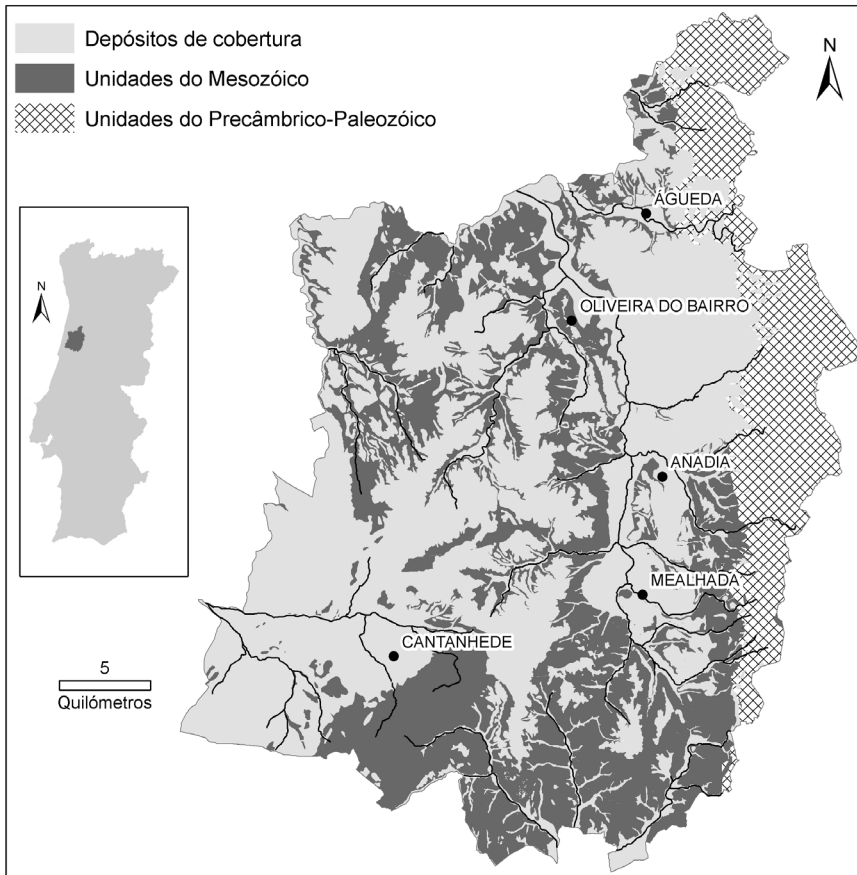 Depósitos de cobertura
Unidades do Mesozóico
Unidades do Precâmbrico-Paleozóico
N
ÁGUEDA
N
OLIVEIRA DO BAIRRO
ANADIA
MEALHADA
CANTANHEDE
5
Quilómetros